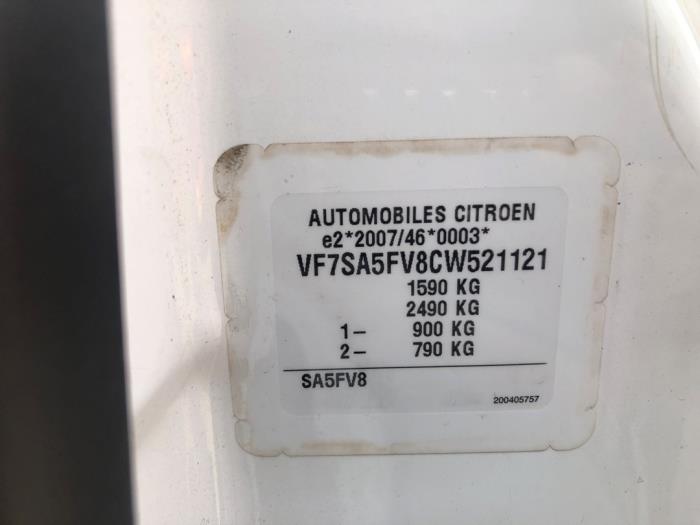 AUTOMOBILES CITROEN
e2*2007/46*0003*
VF7SA5FV8CW521121
1590 KG
2490 KG
1– 900 KG
2– 790 KG
SA5FV8
200405757